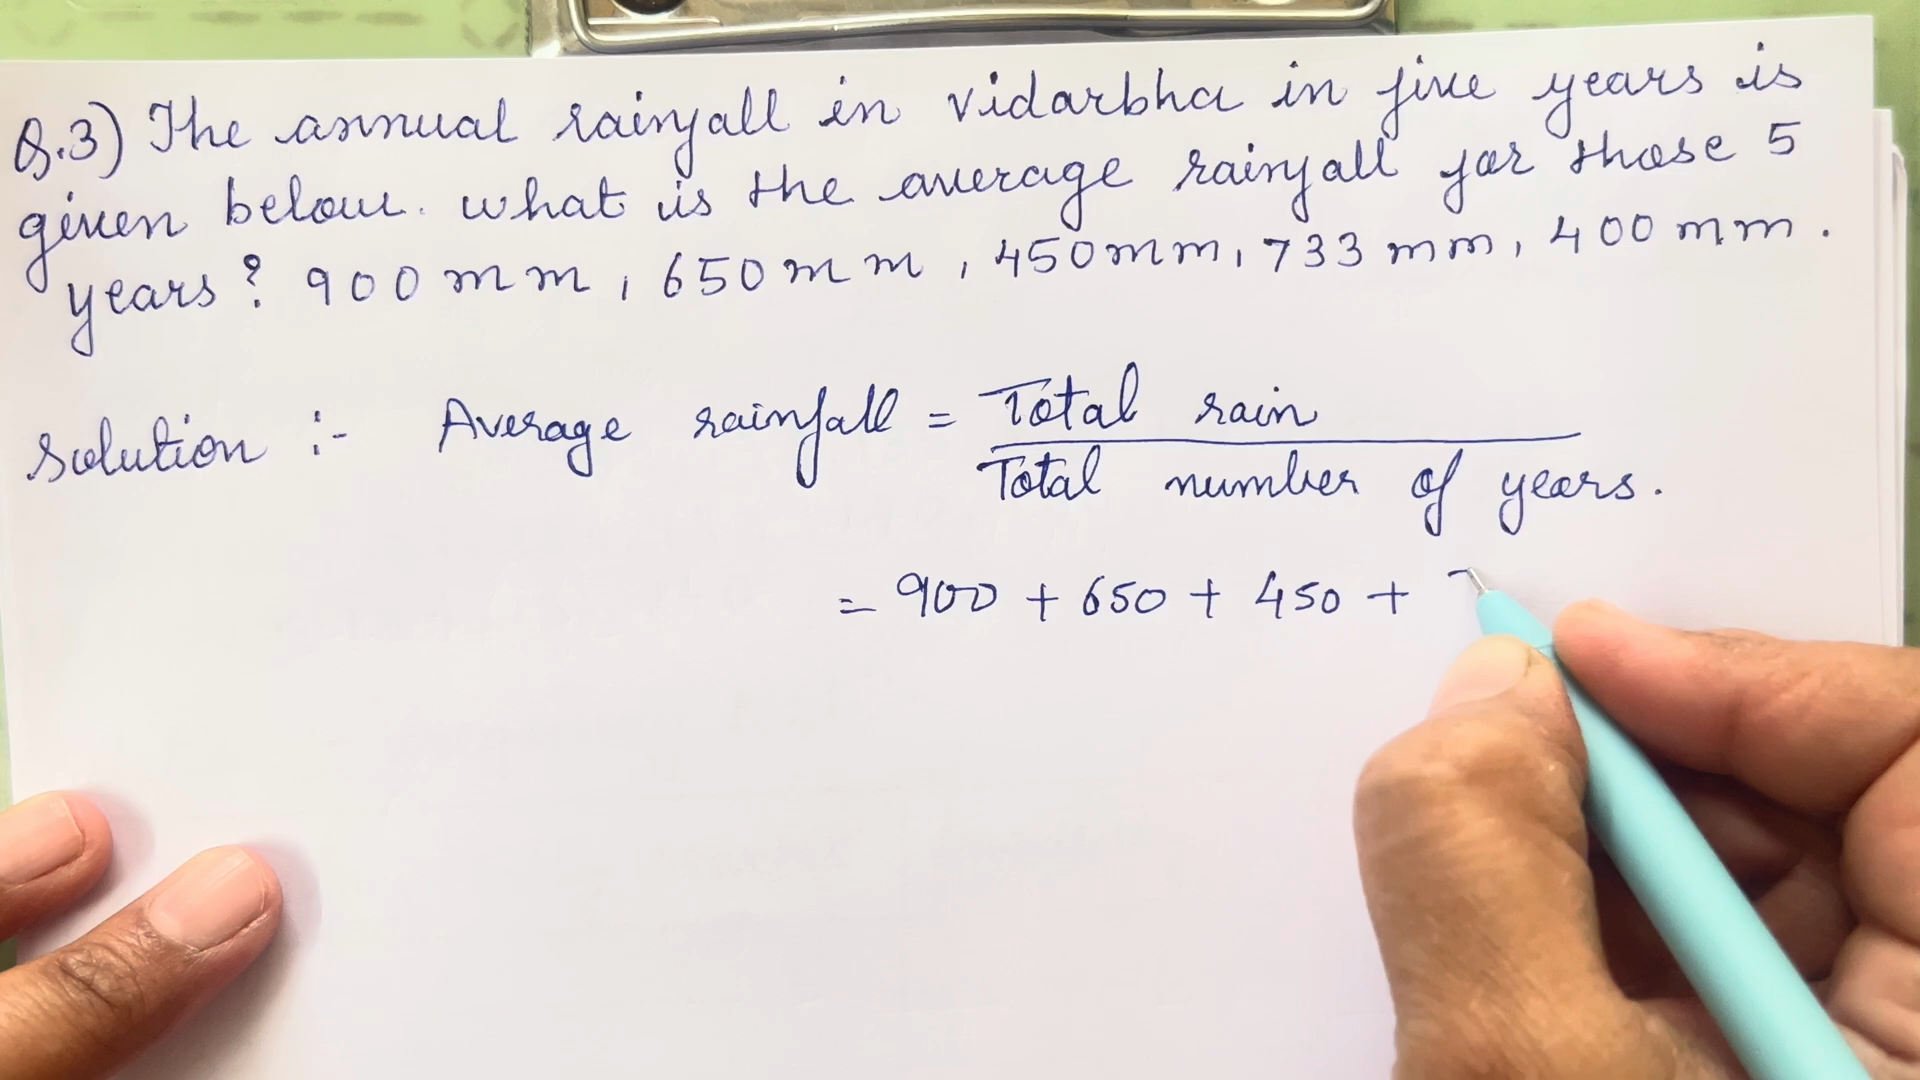 Q.3) The annual rainfall in vidarbha in five years is
given below. what is the average rainfall for those 5
years ? 900 mm, 650 mm, 450 mm, 733 mm, 400 mm.
Solution :- Average rainfall = Total rain
Total number of years.
= 900 + 650 + 450 +